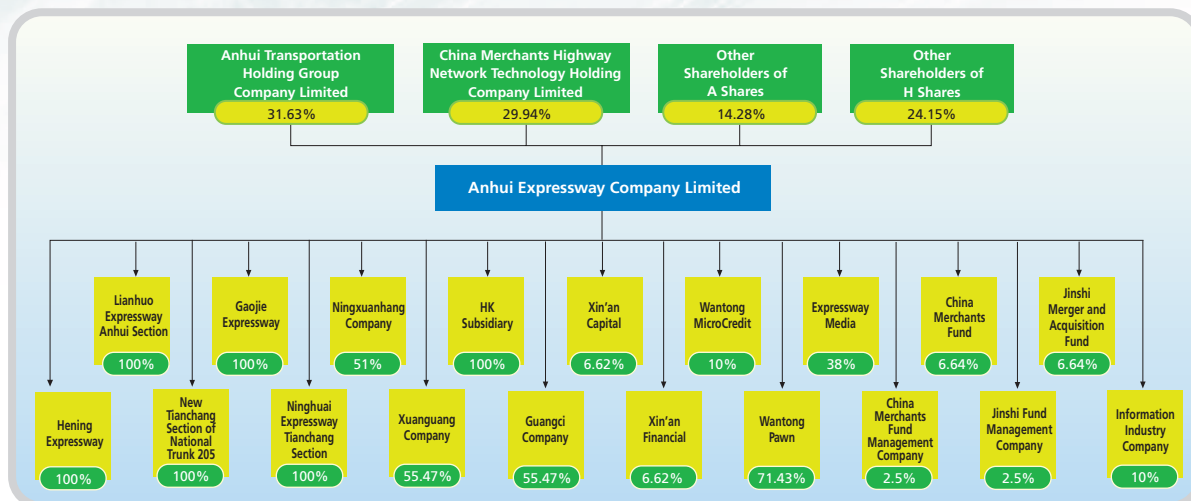 Anhui Transportation
Holding Group
Company Limited
31.63%
China Merchants Highway
Network Technology Holding
Company Limited
29.94%
Other
Shareholders of
A Shares
14.28%
Other
Shareholders of
H Shares
24.15%
Anhui Expressway Company Limited
Lianhuo
Expressway
Anhui Section
100%
Gaojie
Expressway
100%
Ningxuanhang
Company
51%
HK
Subsidiary
100%
Xin'an
Capital
6.62%
Wantong
MicroCredit
10%
Expressway
Media
38%
China
Merchants
Fund
6.64%
Jinshi
Merger and
Acquisition
Fund
6.64%
Hening
Expressway
100%
New
Tianchang
Section of
National
Trunk 205
100%
Ninghuai
Expressway
Tianchang
Section
100%
Xuanguang
Company
55.47%
Guangci
Company
55.47%
Xin'an
Financial
6.62%
Wantong
Pawn
71.43%
China
Merchants
Fund
Management
Company
2.5%
Jinshi Fund
Management
Company
2.5%
Information
Industry
Company
10%